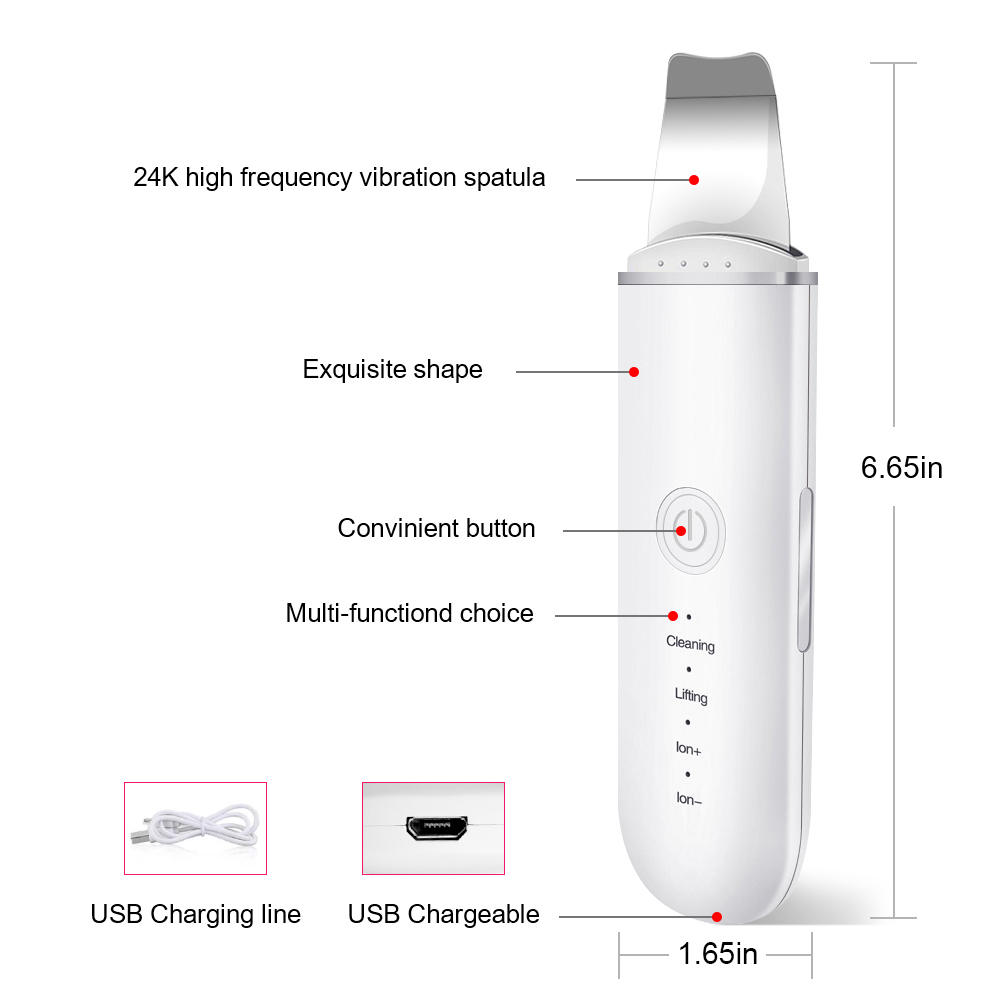 24K high frequency vibration spatula
Exquisite shape
6.65in
Convinient button
Multi-functiond choice
Cleaning
Lifting
Ion+
Ion−
USB Charging line
USB Chargeable
1.65in